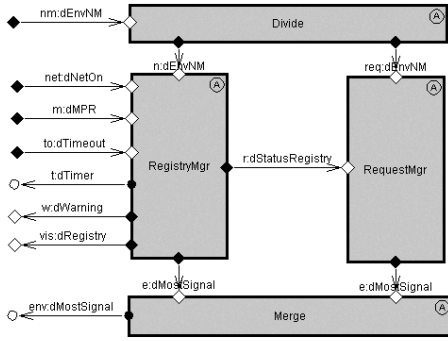 nm:dEnvNM
Divide
A
n:dEnvNM
req:dEnvNM
net:dNetOn
A
A
m:dMPR
to:dTimeout
RegistryMgr
r:dStatusRegistry
RequestMgr
t:dTimer
w:dWarning
vis:dRegistry
e:dMostSignal
e:dMostSignal
env:dMostSignal
Merge
A